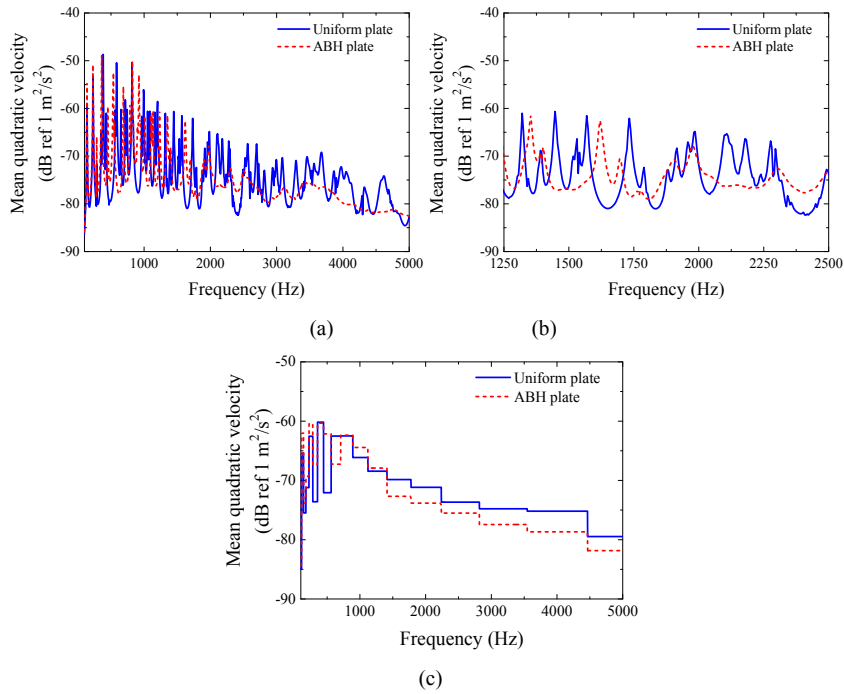 -40
-50
-60
-70
-80
-90
Mean quadratic velocity
(dB ref 1 m²/s²)
Uniform plate
ABH plate
1000 2000 3000 4000 5000
Frequency (Hz)
(a)
-40
-50
-60
-70
-80
-90
Mean quadratic velocity
(dB ref 1 m²/s²)
Uniform plate
ABH plate
1250 1500 1750 2000 2250 2500
Frequency (Hz)
(b)
-50
-60
-70
-80
-90
Mean quadratic velocity
(dB ref 1 m²/s²)
Uniform plate
ABH plate
1000 2000 3000 4000 5000
Frequency (Hz)
(c)